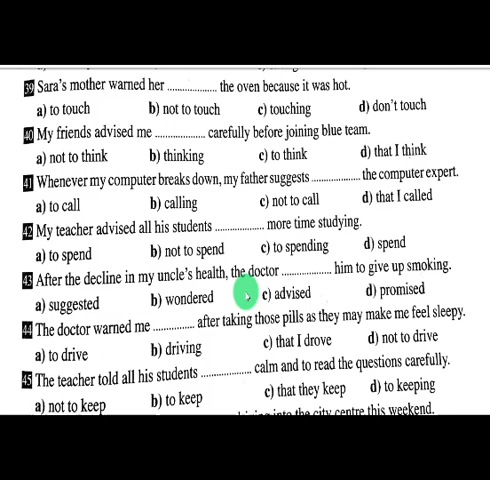 39 Sara's mother warned her .................. the oven because it was hot.
a) to touch b) not to touch c) touching d) don't touch
40 My friends advised me .................. carefully before joining blue team.
a) not to think b) thinking c) to think d) that I think
41 Whenever my computer breaks down, my father suggests .................. the computer expert.
a) to call b) calling c) not to call d) that I called
42 My teacher advised all his students .................. more time studying.
a) to spend b) not to spend c) to spending d) spend
43 After the decline in my uncle's health, the doctor .................. him to give up smoking.
a) suggested b) wondered c) advised d) promised
44 The doctor warned me ............... after taking those pills as they may make me feel sleepy.
a) to drive b) driving c) that I drove d) not to drive
45 The teacher told all his students .................. calm and to read the questions carefully.
a) not to keep b) to keep c) that they keep d) to keeping
into the city centre this weekend.